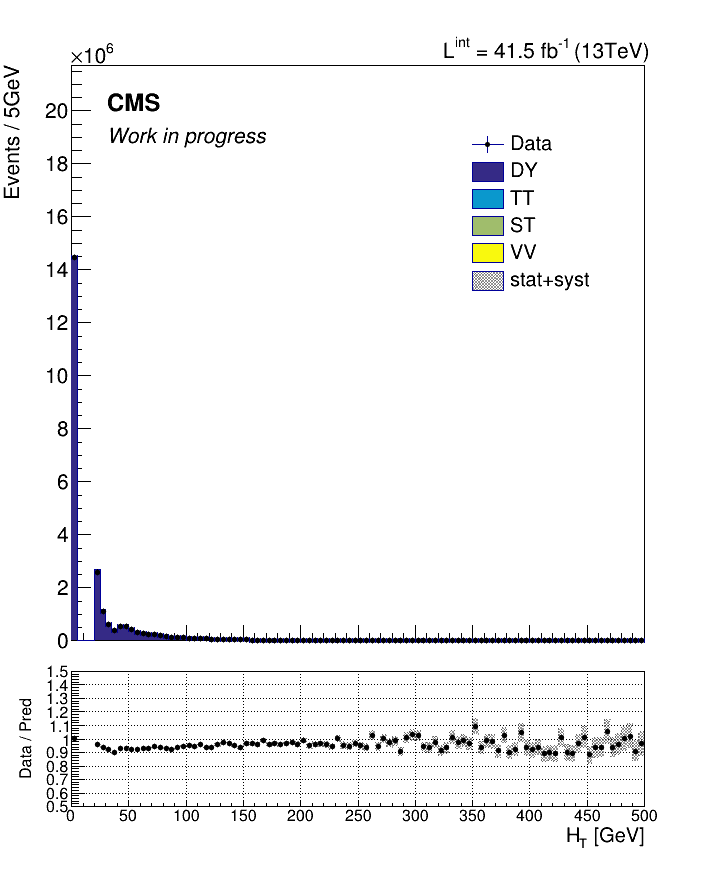 ×10⁶
L^int = 41.5 fb⁻¹ (13TeV)
Events / 5GeV
CMS
Work in progress
Data
DY
TT
ST
VV
stat+syst
20
18
16
14
12
10
8
6
4
2
0
Data / Pred
1.5
1.4
1.3
1.2
1.1
1
0.9
0.8
0.7
0.6
0.5
0 50 100 150 200 250 300 350 400 450 500
H_T [GeV]